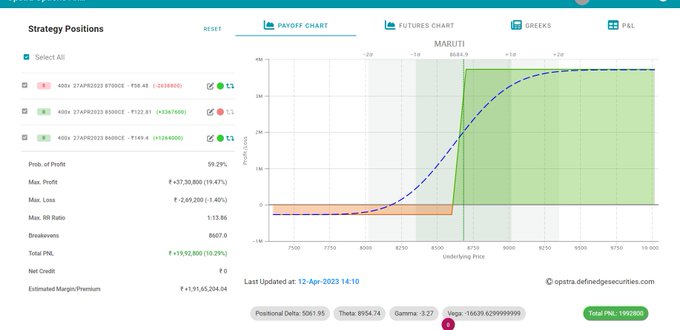 Strategy Positions
RESET
Select All
400x 27APR2023 8700CE - ₹58.48 (-2038800)
B 400x 27APR2023 8500CE - ₹122.81 (+3367600)
B 400x 27APR2023 8600CE - ₹149.4 (+1264000)
Prob. of Profit 59.29%
Max. Profit ₹ +37,30,800 (19.47%)
Max. Loss ₹ -2,69,200 (-1.40%)
Max. RR Ratio 1:13.86
Breakevens 8607.0
Total PNL ₹ +19,92,800 (10.29%)
Net Credit ₹ 0
Estimated Margin/Premium ₹ +1,91,65,204.04
PAYOFF CHART
FUTURES CHART
GREEKS
P&L
MARUTI
-2σ -1σ 8684.9 +1σ +2σ
4M
3M
2M
1M
0
-1M
Profit/Loss
7500 7750 8000 8250 8500 8750 9000 9250 9500 9750 10 000
Underlying Price
Last Updated at: 12-Apr-2023 14:10
© opstra.definedgesecurities.com
Positional Delta: 5061.95
Theta: 8954.74
Gamma: -3.27
Vega: -16639.6299999999
Total PNL: 1992800